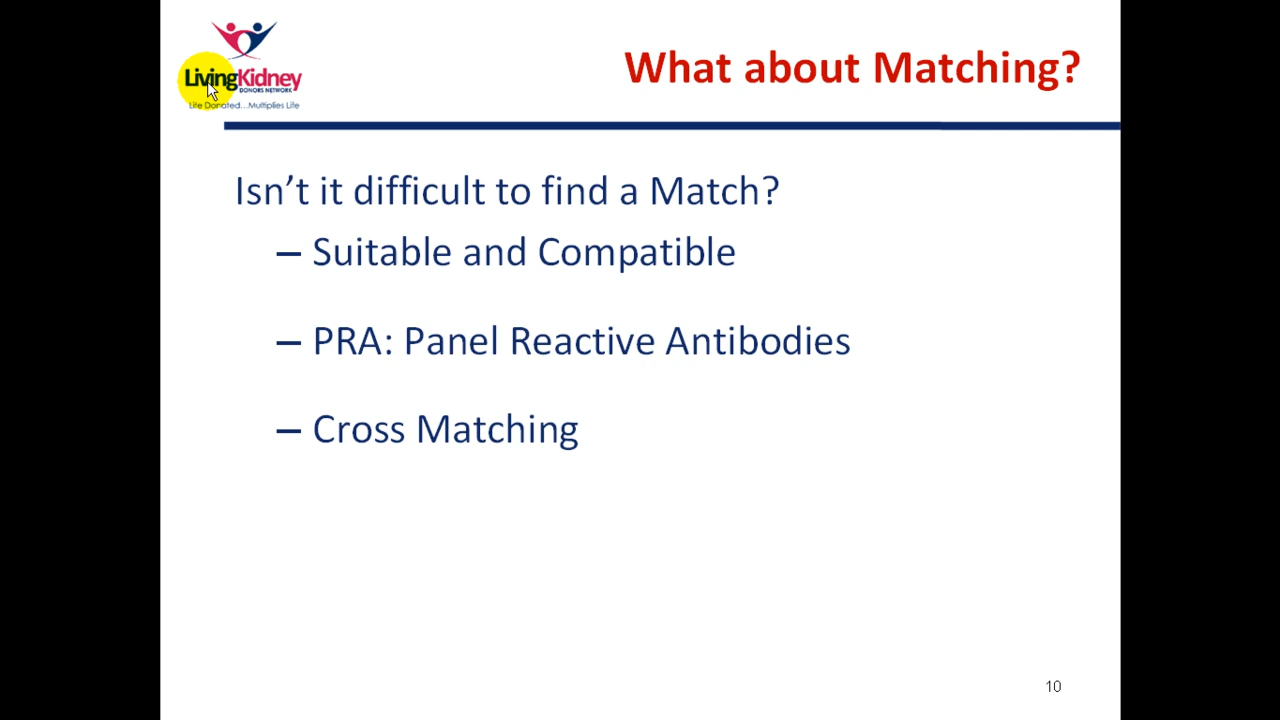 LivingKidney
DONORS NETWORK
Life Donated...Multiplies Life
What about Matching?
Isn’t it difficult to find a Match?
– Suitable and Compatible
– PRA: Panel Reactive Antibodies
– Cross Matching
10